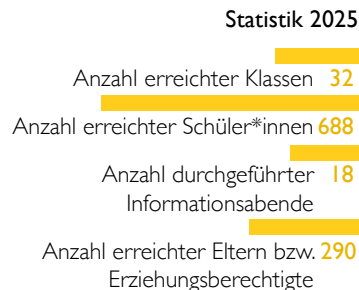 Statistik 2025
Anzahl erreichter Klassen 32
Anzahl erreichter Schüler*innen 688
Anzahl durchgeführter 18
Informationsabende
Anzahl erreichter Eltern bzw. 290
Erziehungsberechtigte